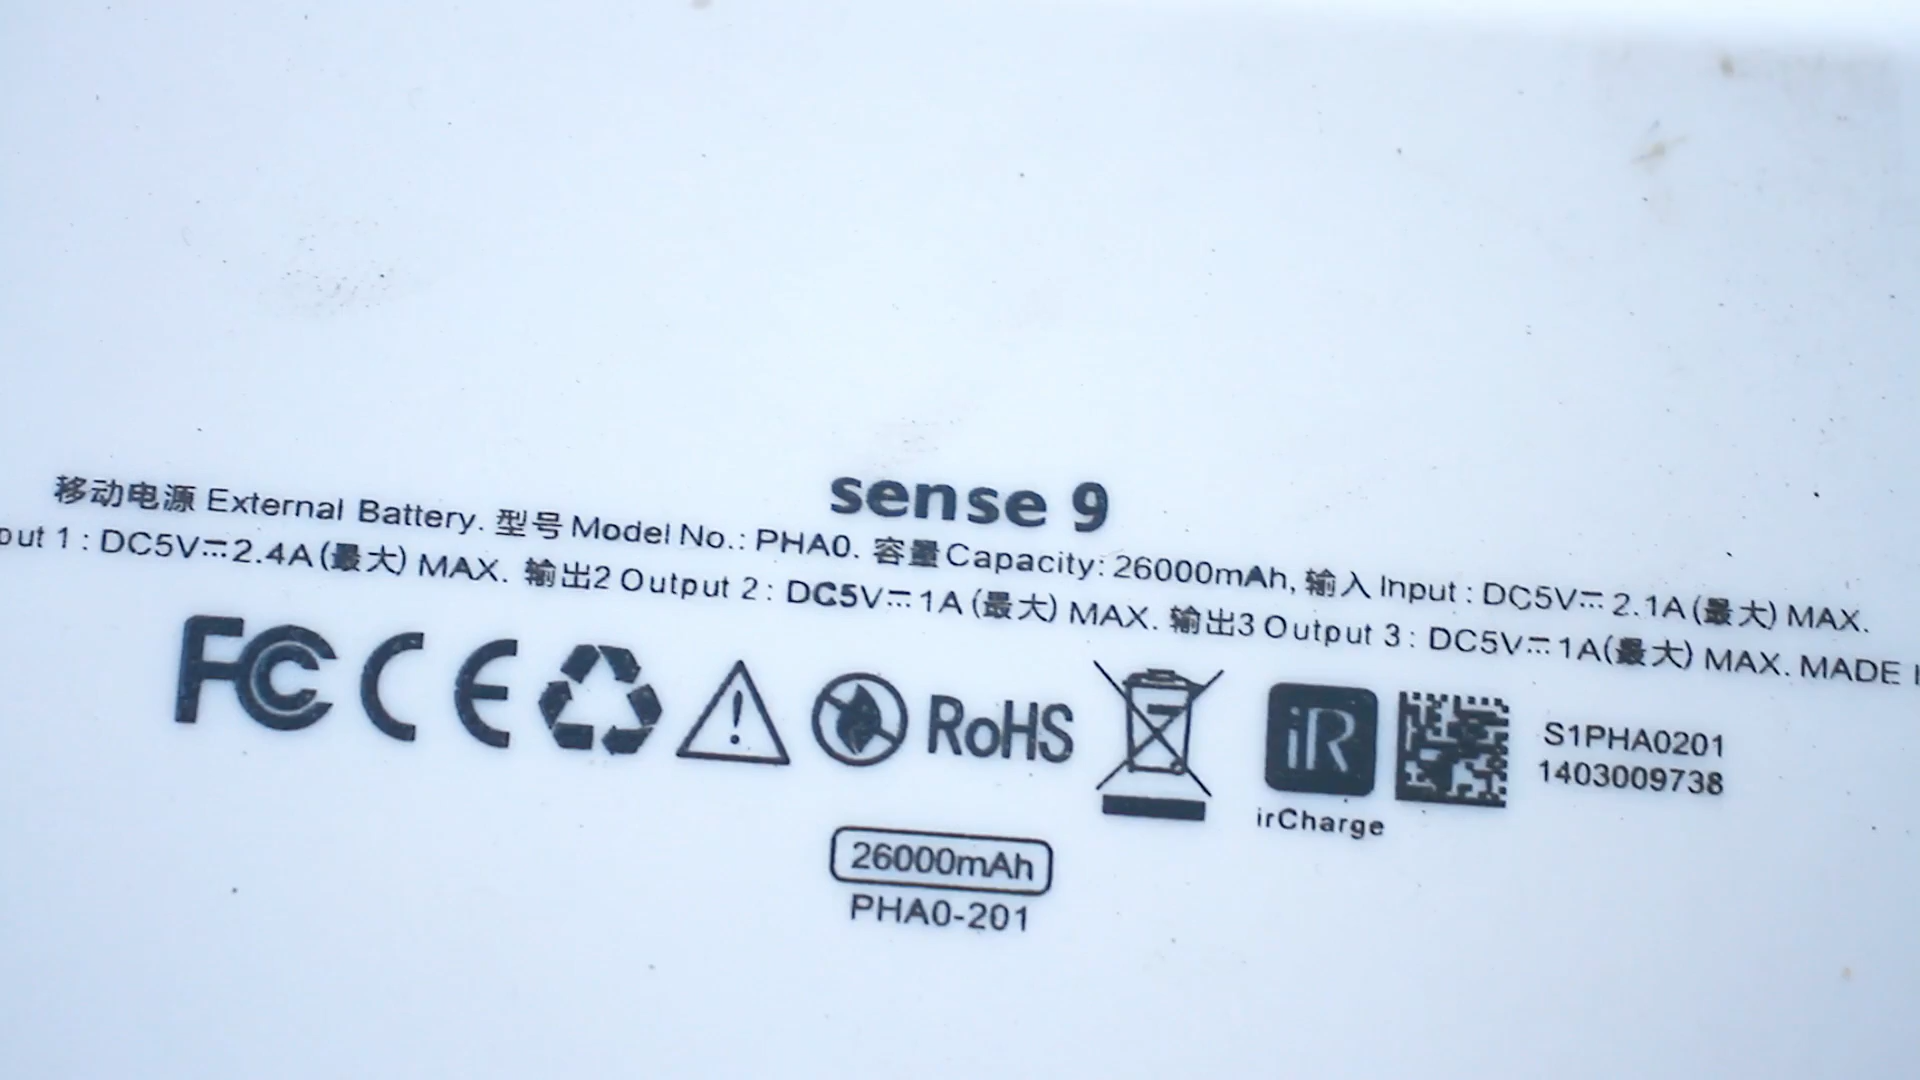 sense 9
移动电源 External Battery. 型号 Model No.: PHA0. 容量 Capacity: 26000mAh, 输入 Input : DC5V⎓2.1A(最大) MAX.
put 1 : DC5V⎓2.4A(最大) MAX. 输出2 Output 2 : DC5V⎓1A(最大) MAX. 输出3 Output 3 : DC5V⎓1A(最大) MAX. MADE I
FC CE RoHS iR
S1PHA0201
1403009738
irCharge
26000mAh
PHA0-201